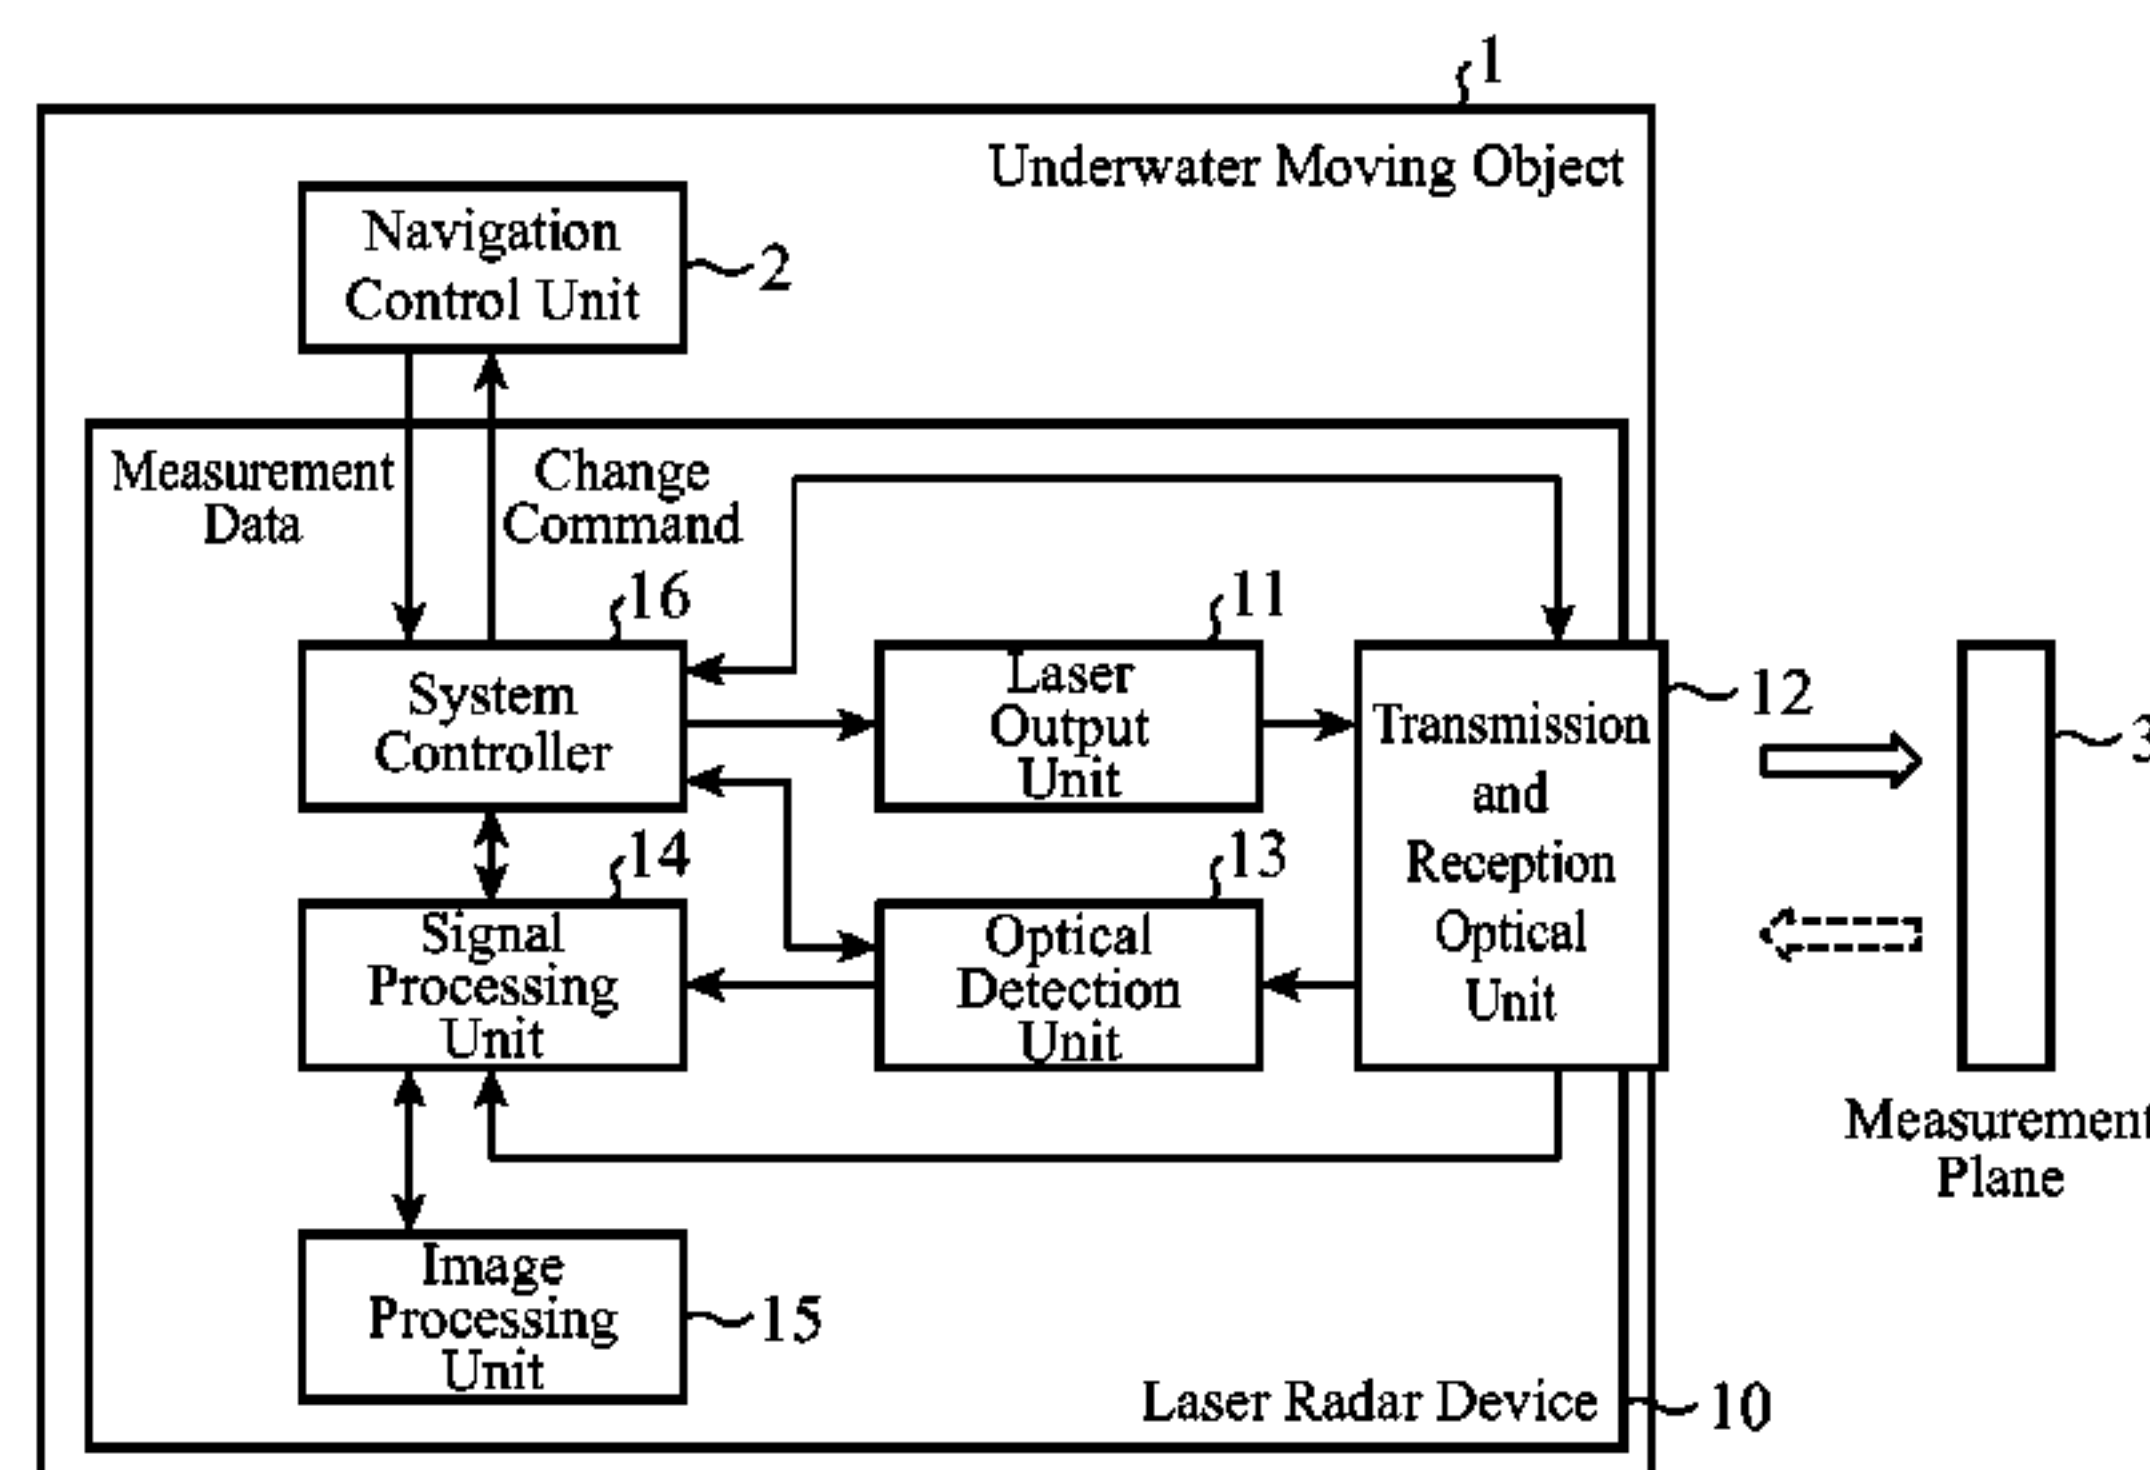 1
Underwater Moving Object
Navigation
Control Unit
2
Measurement
Data
Change
Command
16
System
Controller
11
Laser
Output
Unit
12
Transmission
and
Reception
Optical
Unit
3
14
Signal
Processing
Unit
13
Optical
Detection
Unit
Measurement
Plane
Image
Processing
Unit
15
Laser Radar Device
10